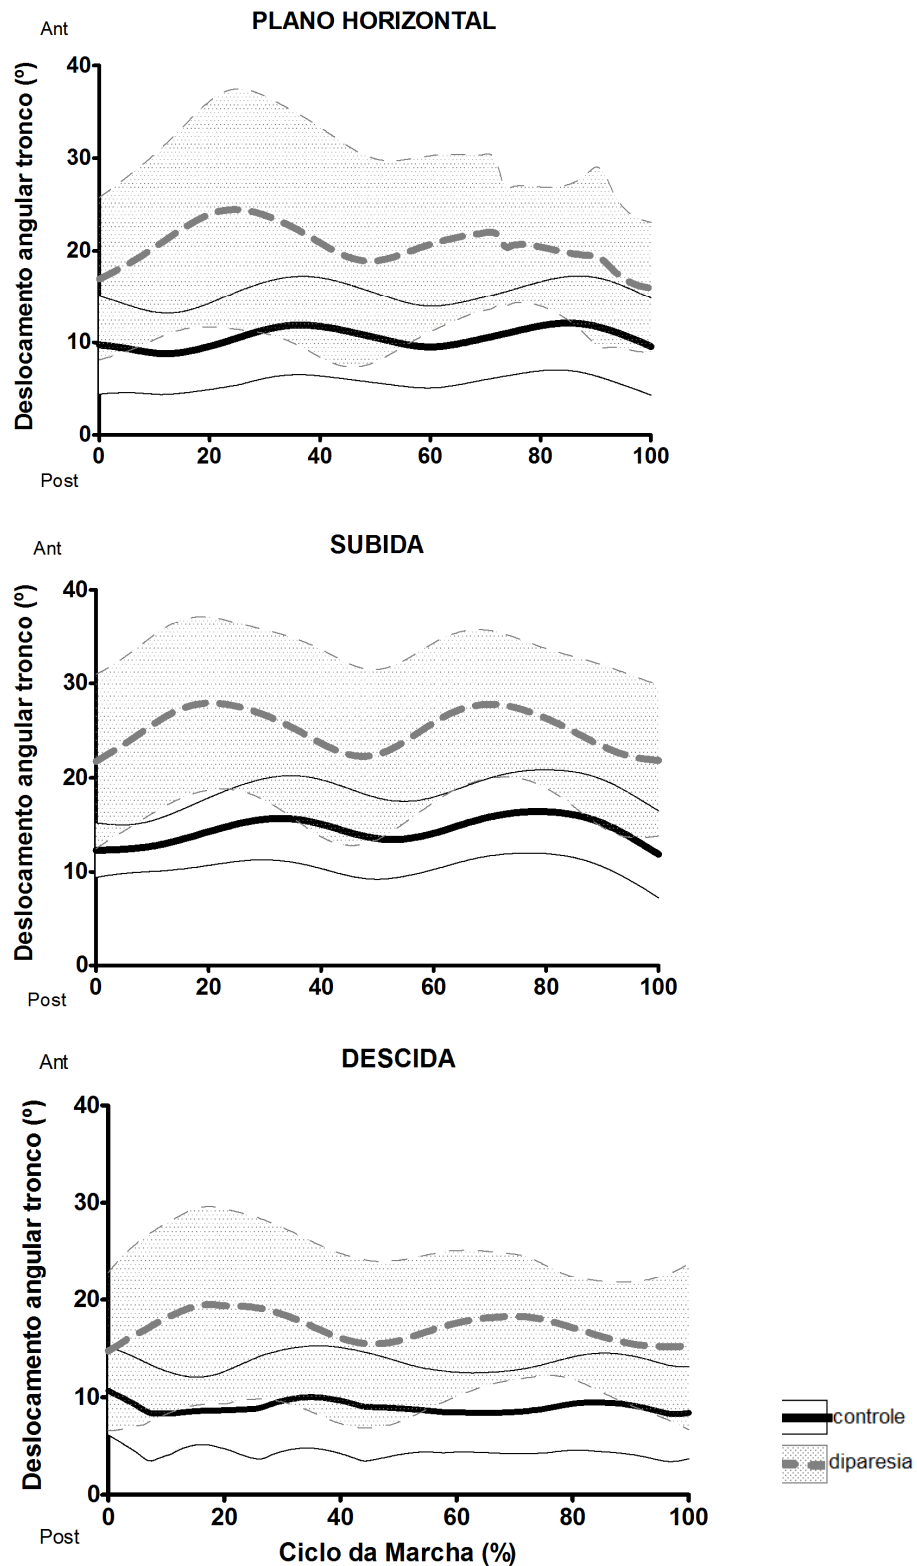 PLANO HORIZONTAL
Ant
Deslocamento angular tronco (º)
40
30
20
10
0
0 20 40 60 80 100
Post
SUBIDA
Ant
Deslocamento angular tronco (º)
40
30
20
10
0
0 20 40 60 80 100
Post
DESCIDA
Ant
Deslocamento angular tronco (º)
40
30
20
10
0
0 20 40 60 80 100
Post
Ciclo da Marcha (%)
controle
diparesia